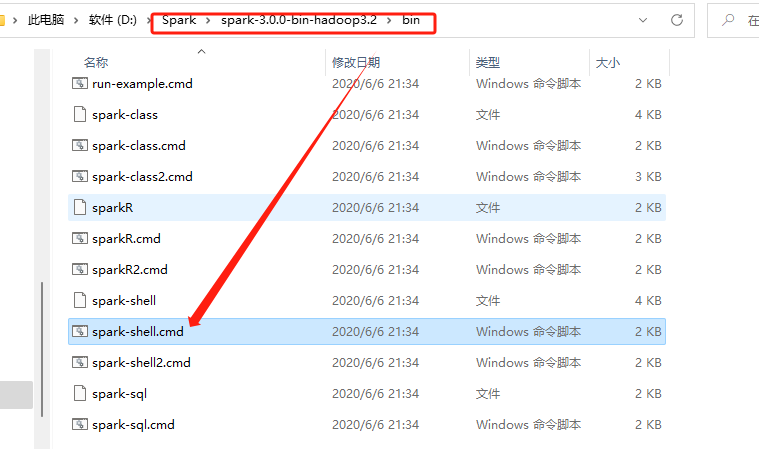 此电脑 > 软件 (D:) > Spark > spark-3.0.0-bin-hadoop3.2 > bin
名称 修改日期 类型 大小
run-example.cmd 2020/6/6 21:34 Windows 命令脚本 2 KB
spark-class 2020/6/6 21:34 文件 4 KB
spark-class.cmd 2020/6/6 21:34 Windows 命令脚本 2 KB
spark-class2.cmd 2020/6/6 21:34 Windows 命令脚本 3 KB
sparkR 2020/6/6 21:34 文件 2 KB
sparkR.cmd 2020/6/6 21:34 Windows 命令脚本 2 KB
sparkR2.cmd 2020/6/6 21:34 Windows 命令脚本 2 KB
spark-shell 2020/6/6 21:34 文件 4 KB
spark-shell.cmd 2020/6/6 21:34 Windows 命令脚本 2 KB
spark-shell2.cmd 2020/6/6 21:34 Windows 命令脚本 2 KB
spark-sql 2020/6/6 21:34 文件 2 KB
spark-sql.cmd 2020/6/6 21:34 Windows 命令脚本 2 KB